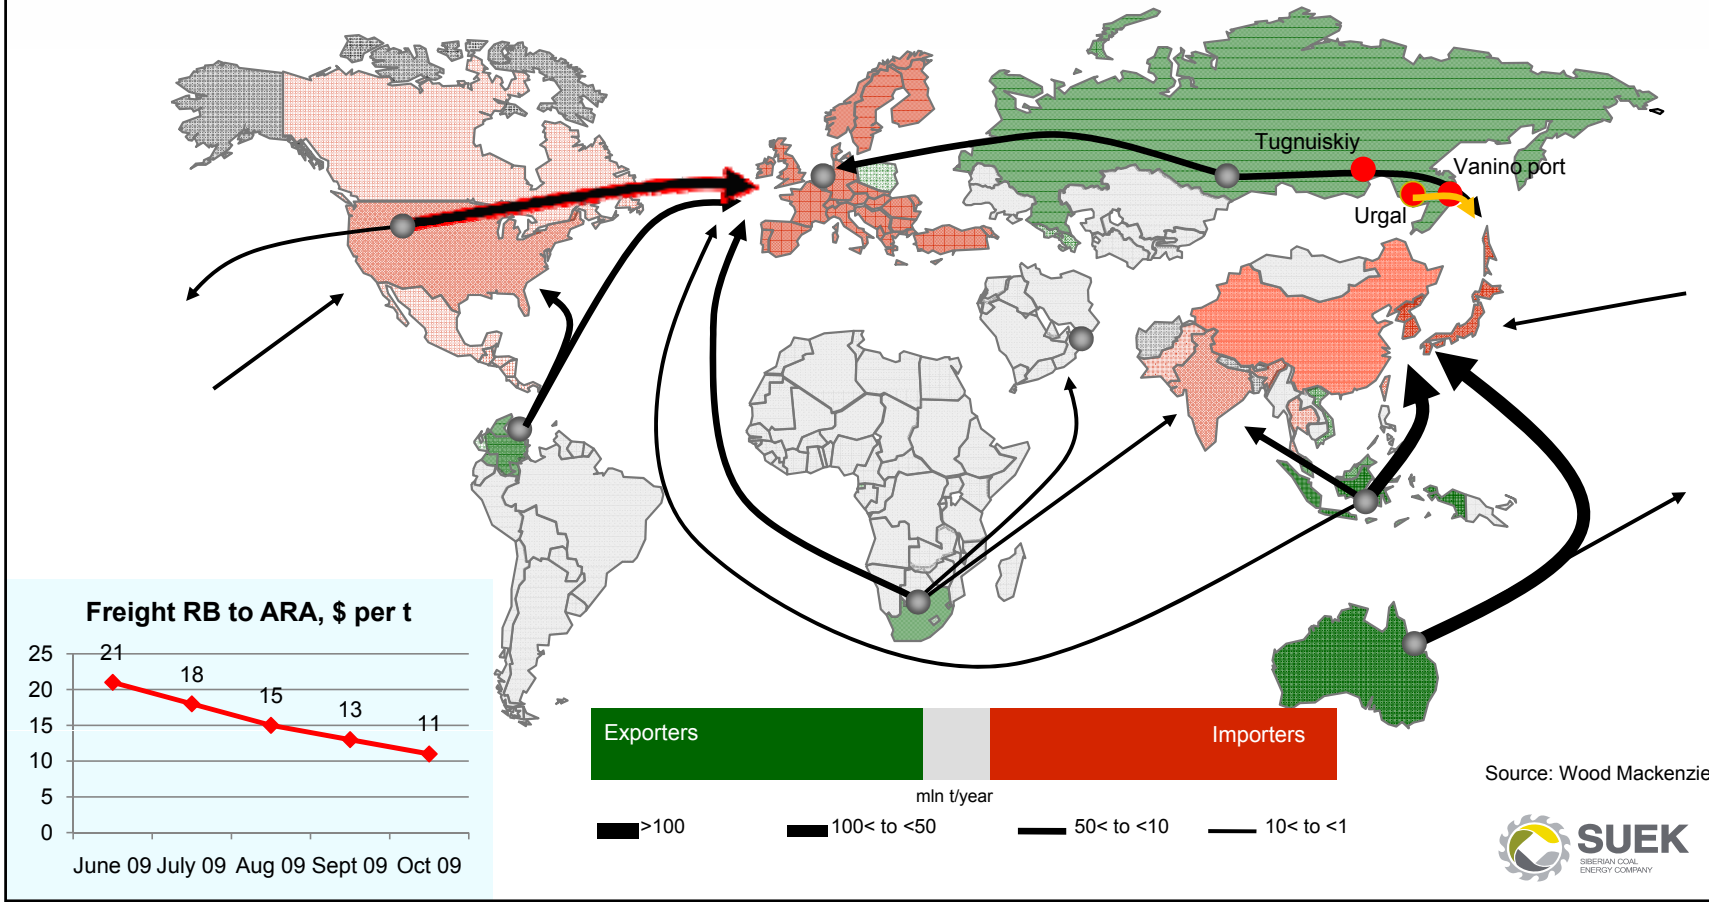 Tugnuiskiy
Vanino port
Urgal
Freight RB to ARA, $ per t
25
20
15
10
5
0
21
18
15
13
11
June 09 July 09 Aug 09 Sept 09 Oct 09
Exporters
Importers
mln t/year
>100
100< to <50
50< to <10
10< to <1
Source: Wood Mackenzie
SUEK
SIBERIAN COAL
ENERGY COMPANY